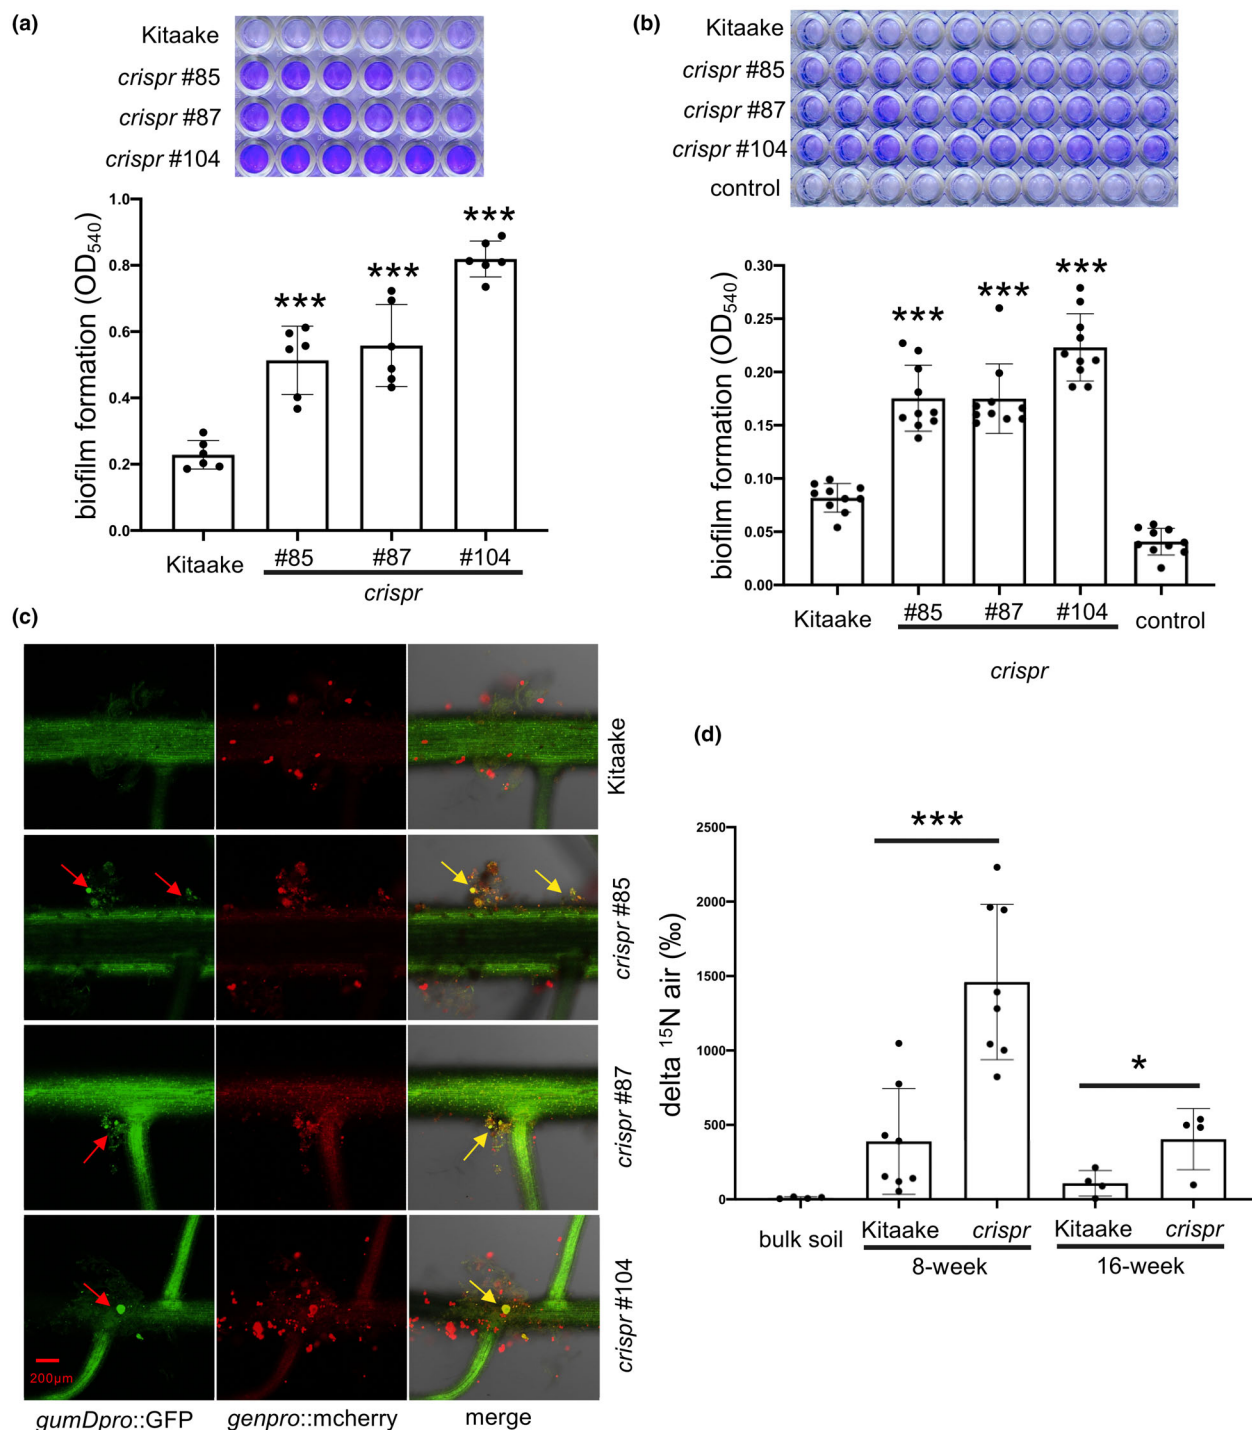 (a)
Kitaake
crispr #85
crispr #87
crispr #104
biofilm formation (OD540)
1.0
0.8
0.6
0.4
0.2
0.0
***
***
***
Kitaake
#85
#87
#104
crispr
(b)
Kitaake
crispr #85
crispr #87
crispr #104
control
biofilm formation (OD540)
0.30
0.25
0.20
0.15
0.10
0.05
0.00
***
***
***
Kitaake
#85
#87
#104
control
crispr
(c)
Kitaake
crispr #85
crispr #87
crispr #104
200μm
gumDpro::GFP
genpro::mcherry
merge
(d)
delta 15N air (‰)
2500
2000
1500
1000
500
0
***
*
bulk soil
Kitaake
crispr
Kitaake
crispr
8-week
16-week